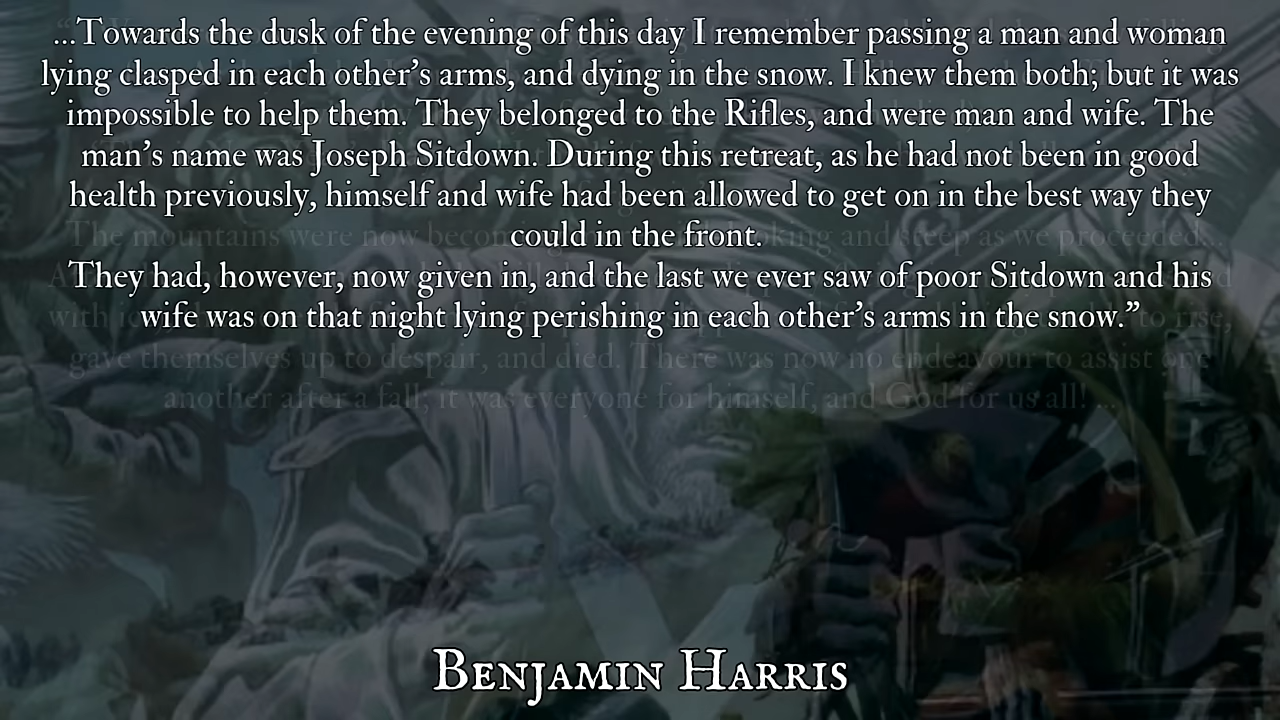 ...Towards the dusk of the evening of this day I remember passing a man and woman
lying clasped in each other's arms, and dying in the snow. I knew them both; but it was
impossible to help them. They belonged to the Rifles, and were man and wife. The
man's name was Joseph Sitdown. During this retreat, as he had not been in good
health previously, himself and wife had been allowed to get on in the best way they
could in the front.
The mountains were now becom king and steep as we proceeded...
They had, however, now given in, and the last we ever saw of poor Sitdown and his
wife was on that night lying perishing in each other's arms in the snow.”
to rise,
gave themselves up to despair, and died. There was now no endeavour to assist one
another after a fall; it was everyone for himself, and God for us all! ...
Benjamin Harris